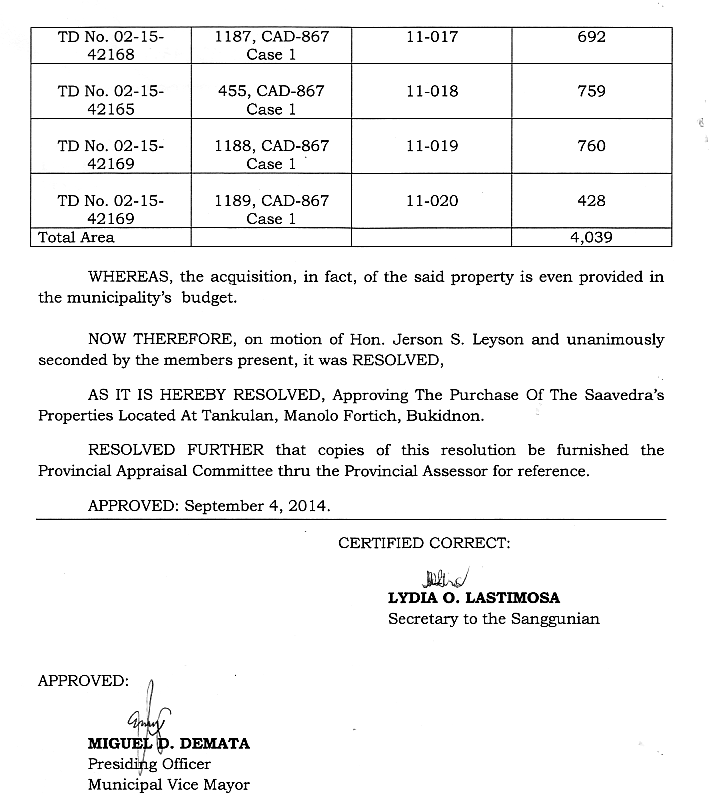 TD No. 02-15- 1187, CAD-867 11-017 692
42168 Case 1
TD No. 02-15- 455, CAD-867 11-018 759
42165 Case 1
TD No. 02-15- 1188, CAD-867 11-019 760
42169 Case 1
TD No. 02-15- 1189, CAD-867 11-020 428
42169 Case 1
Total Area 4,039
WHEREAS, the acquisition, in fact, of the said property is even provided in
the municipality's budget.
NOW THEREFORE, on motion of Hon. Jerson S. Leyson and unanimously
seconded by the members present, it was RESOLVED,
AS IT IS HEREBY RESOLVED, Approving The Purchase Of The Saavedra's
Properties Located At Tankulan, Manolo Fortich, Bukidnon.
RESOLVED FURTHER that copies of this resolution be furnished the
Provincial Appraisal Committee thru the Provincial Assessor for reference.
APPROVED: September 4, 2014.
CERTIFIED CORRECT:
LYDIA O. LASTIMOSA
Secretary to the Sanggunian
APPROVED:
MIGUEL D. DEMATA
Presiding Officer
Municipal Vice Mayor